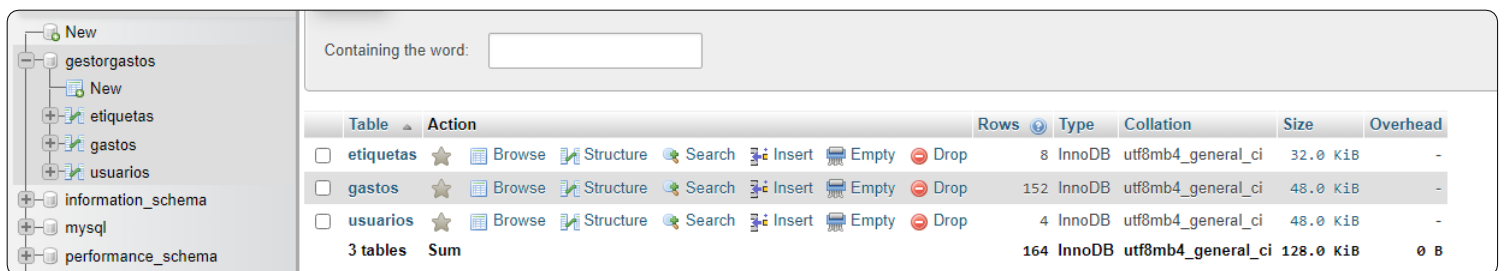 New
gestorgastos
New
etiquetas
gastos
usuarios
information_schema
mysql
performance_schema
Containing the word:
Table Action Rows Type Collation Size Overhead
etiquetas Browse Structure Search Insert Empty Drop 8 InnoDB utf8mb4_general_ci 32.0 KiB -
gastos Browse Structure Search Insert Empty Drop 152 InnoDB utf8mb4_general_ci 48.0 KiB -
usuarios Browse Structure Search Insert Empty Drop 4 InnoDB utf8mb4_general_ci 48.0 KiB -
3 tables Sum 164 InnoDB utf8mb4_general_ci 128.0 KiB 0 B